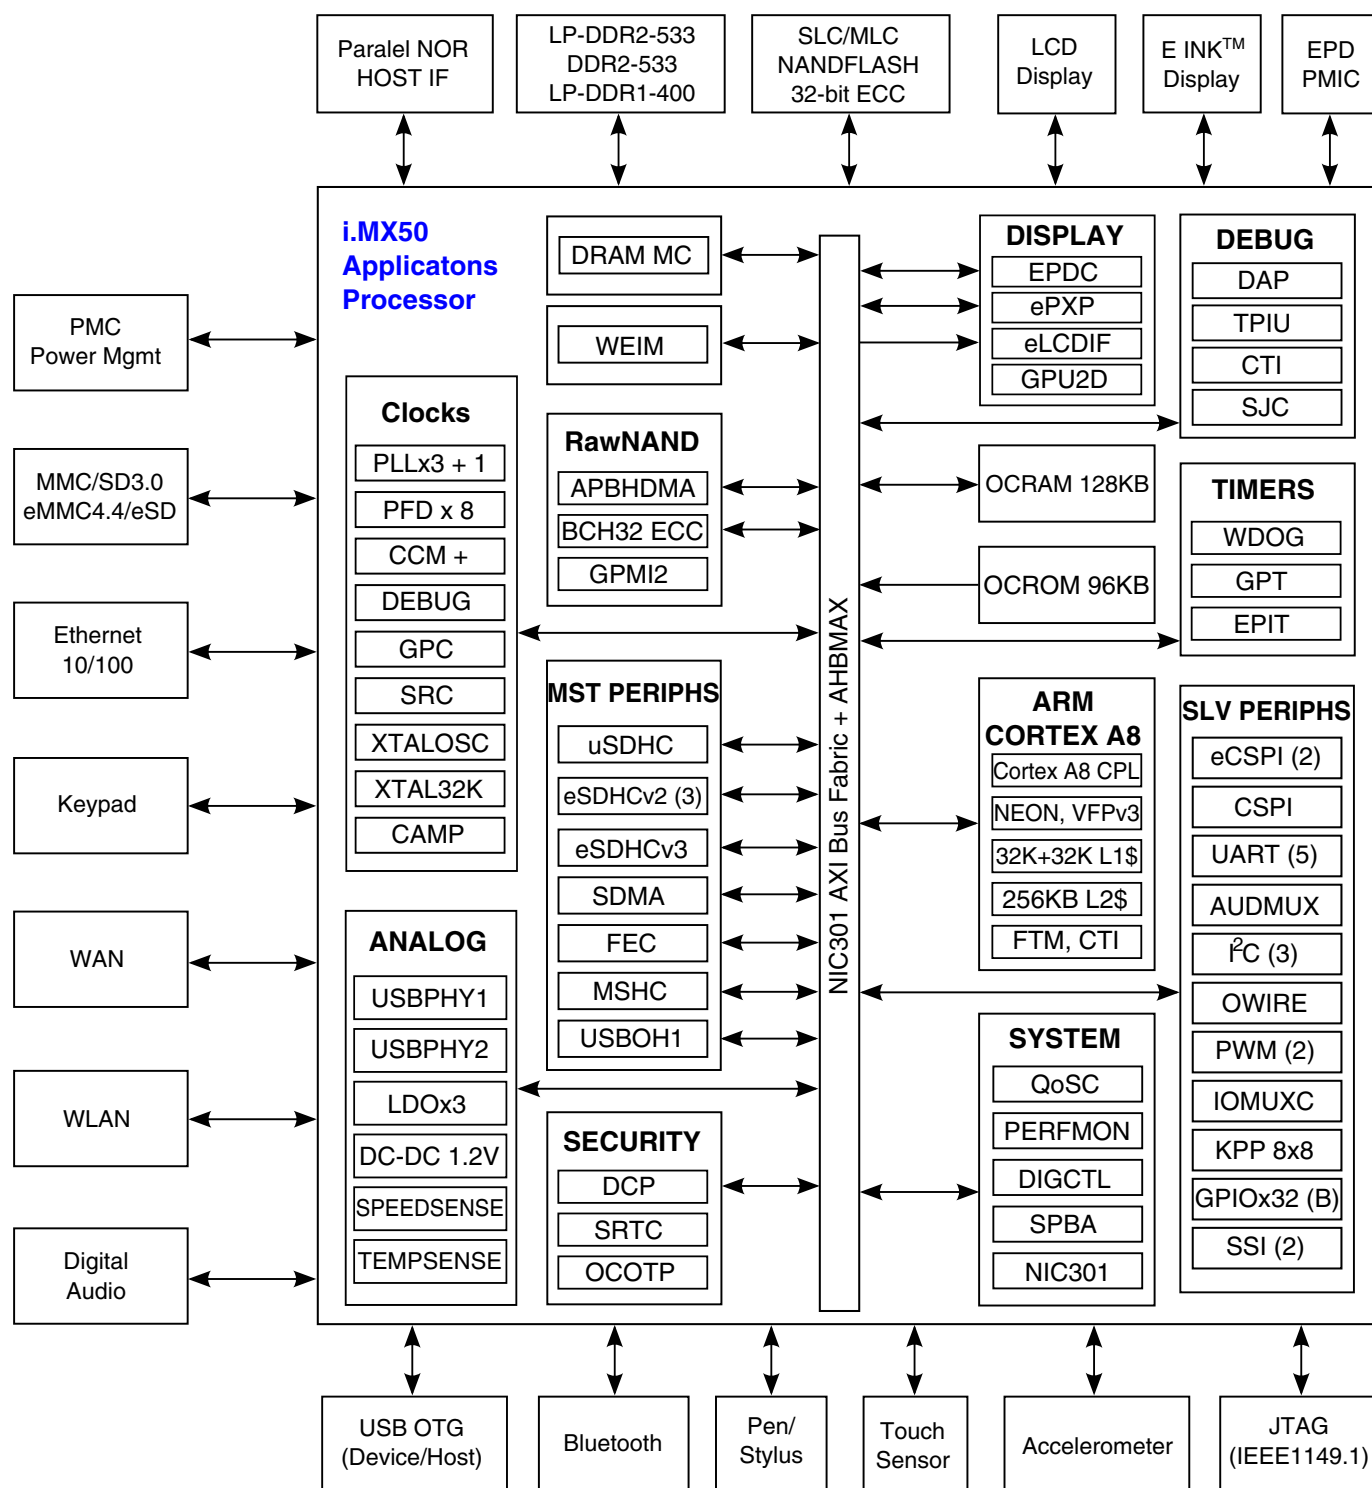 Paralel NOR
HOST IF
LP-DDR2-533
DDR2-533
LP-DDR1-400
SLC/MLC
NANDFLASH
32-bit ECC
LCD
Display
E INK™
Display
EPD
PMIC
i.MX50
Applicatons
Processor
PMC
Power Mgmt
MMC/SD3.0
eMMC4.4/eSD
Ethernet
10/100
Keypad
WAN
WLAN
Digital
Audio
Clocks
PLLx3 + 1
PFD x 8
CCM +
DEBUG
GPC
SRC
XTALOSC
XTAL32K
CAMP
ANALOG
USBPHY1
USBPHY2
LDOx3
DC-DC 1.2V
SPEEDSENSE
TEMPSENSE
DRAM MC
WEIM
RawNAND
APBHDMA
BCH32 ECC
GPMI2
MST PERIPHS
uSDHC
eSDHCv2 (3)
eSDHCv3
SDMA
FEC
MSHC
USBOH1
SECURITY
DCP
SRTC
OCOTP
NIC301 AXI Bus Fabric + AHBMAX
DISPLAY
EPDC
ePXP
eLCDIF
GPU2D
OCRAM 128KB
OCROM 96KB
ARM
CORTEX A8
Cortex A8 CPL
NEON, VFPv3
32K+32K L1$
256KB L2$
FTM, CTI
SYSTEM
QoSC
PERFMON
DIGCTL
SPBA
NIC301
DEBUG
DAP
TPIU
CTI
SJC
TIMERS
WDOG
GPT
EPIT
SLV PERIPHS
eCSPI (2)
CSPI
UART (5)
AUDMUX
I²C (3)
OWIRE
PWM (2)
IOMUXC
KPP 8x8
GPIOx32 (B)
SSI (2)
USB OTG
(Device/Host)
Bluetooth
Pen/
Stylus
Touch
Sensor
Accelerometer
JTAG
(IEEE1149.1)